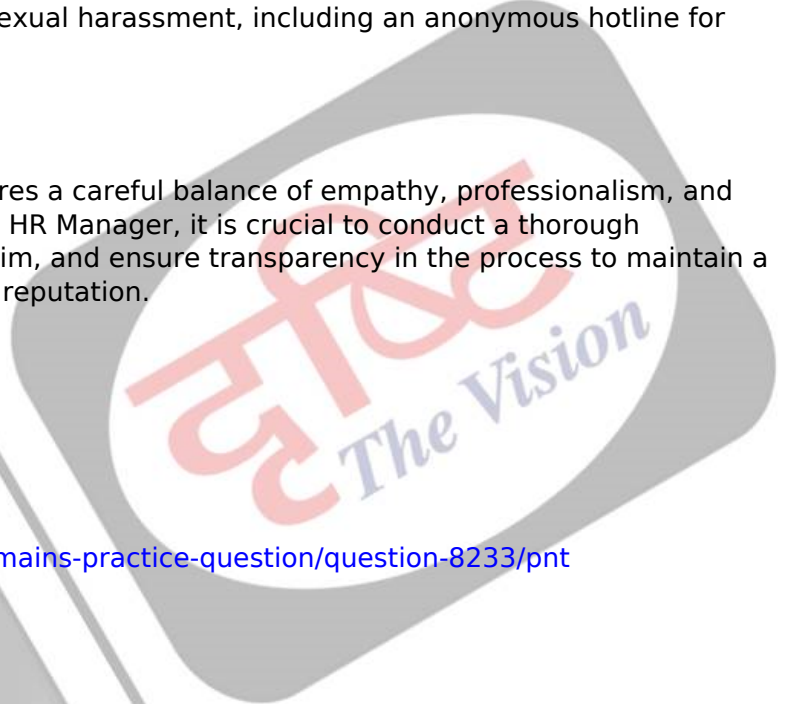 exual harassment, including an anonymous hotline for
res a careful balance of empathy, professionalism, and
HR Manager, it is crucial to conduct a thorough
im, and ensure transparency in the process to maintain a
reputation.
दृष्टि
The Vision
mains-practice-question/question-8233/pnt